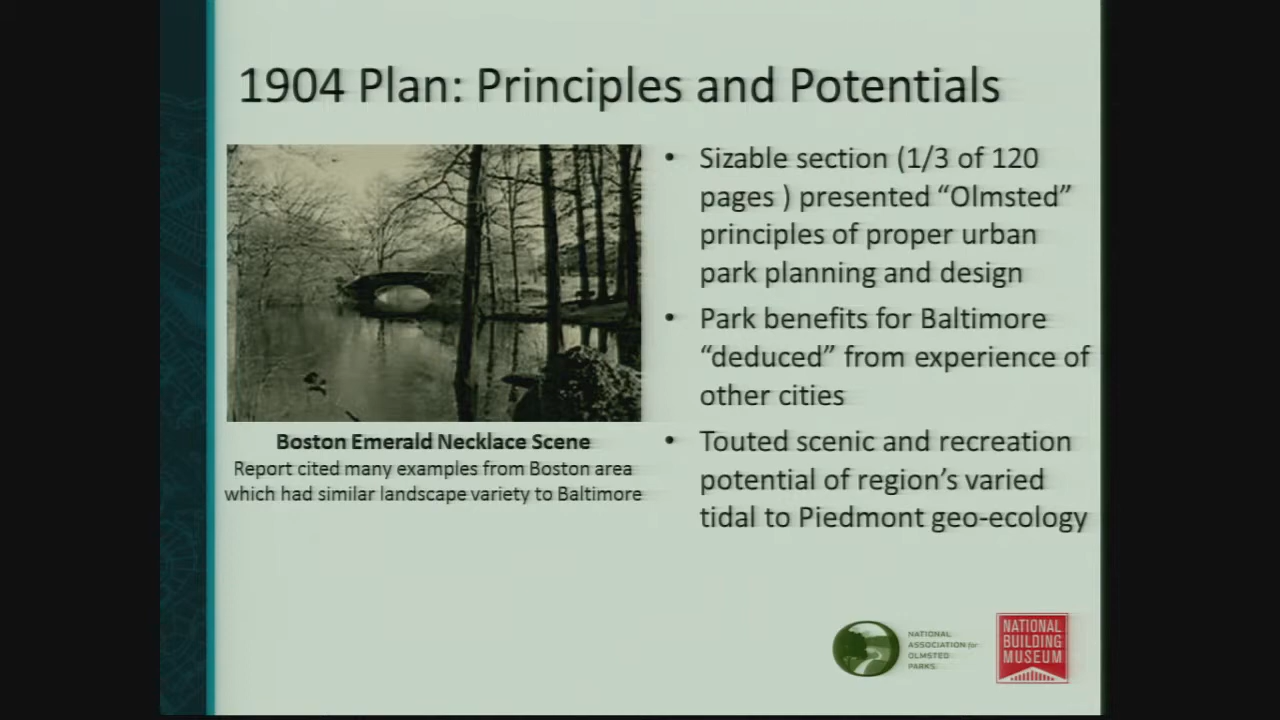 1904 Plan: Principles and Potentials
Boston Emerald Necklace Scene
Report cited many examples from Boston area
which had similar landscape variety to Baltimore
• Sizable section (1/3 of 120
pages ) presented “Olmsted”
principles of proper urban
park planning and design
• Park benefits for Baltimore
“deduced” from experience of
other cities
• Touted scenic and recreation
potential of region’s varied
tidal to Piedmont geo-ecology
NATIONAL
ASSOCIATION for
OLMSTED
PARKS
NATIONAL
BUILDING
MUSEUM